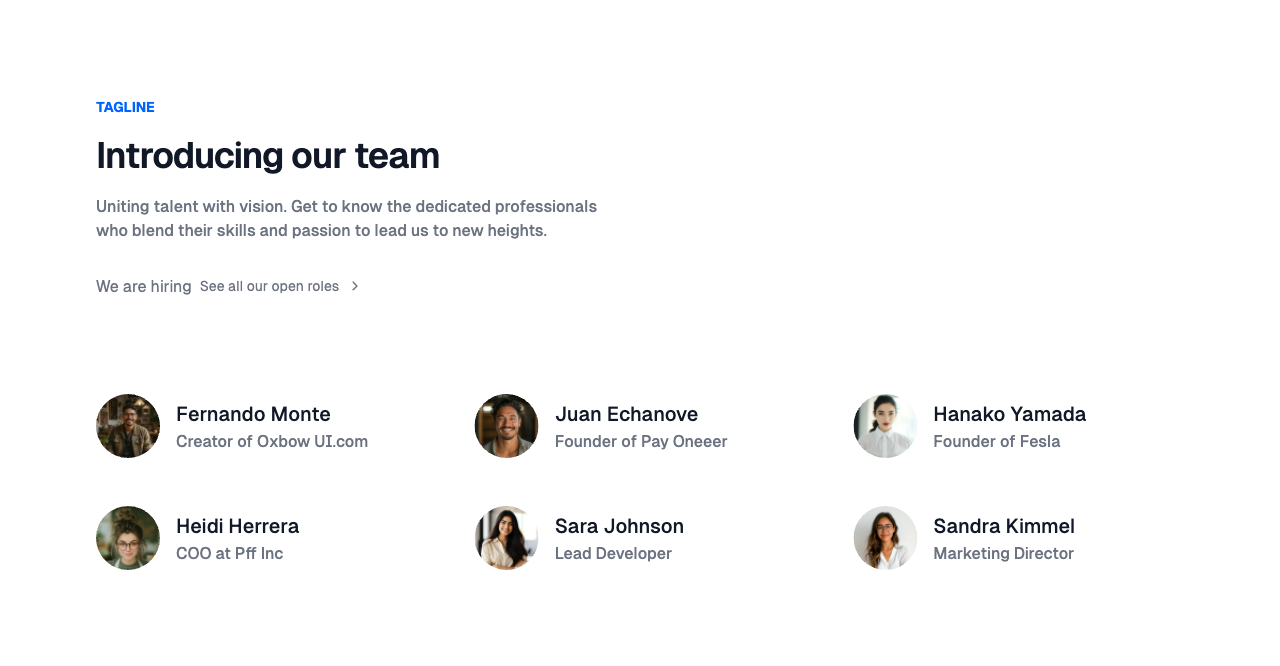 TAGLINE
Introducing our team
Uniting talent with vision. Get to know the dedicated professionals
who blend their skills and passion to lead us to new heights.
We are hiring See all our open roles
Fernando Monte
Creator of Oxbow UI.com
Juan Echanove
Founder of Pay Oneeer
Hanako Yamada
Founder of Fesla
Heidi Herrera
COO at Pff Inc
Sara Johnson
Lead Developer
Sandra Kimmel
Marketing Director